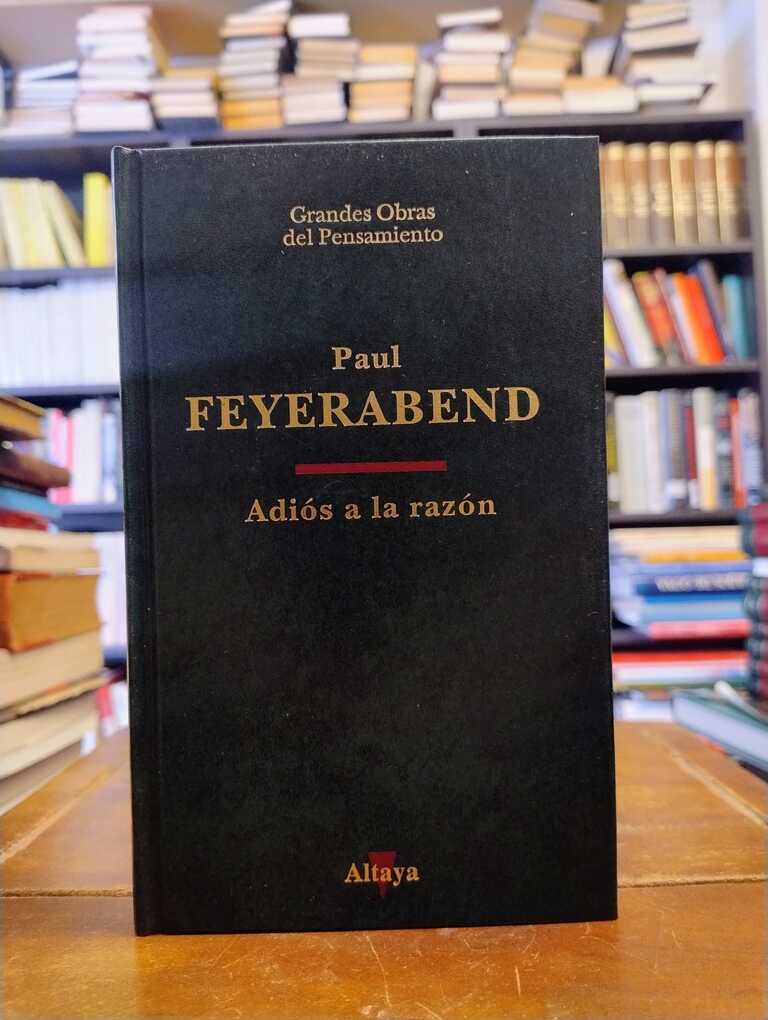 Grandes Obras
del Pensamiento
Paul
FEYERABEND
Adiós a la razón
Altaya